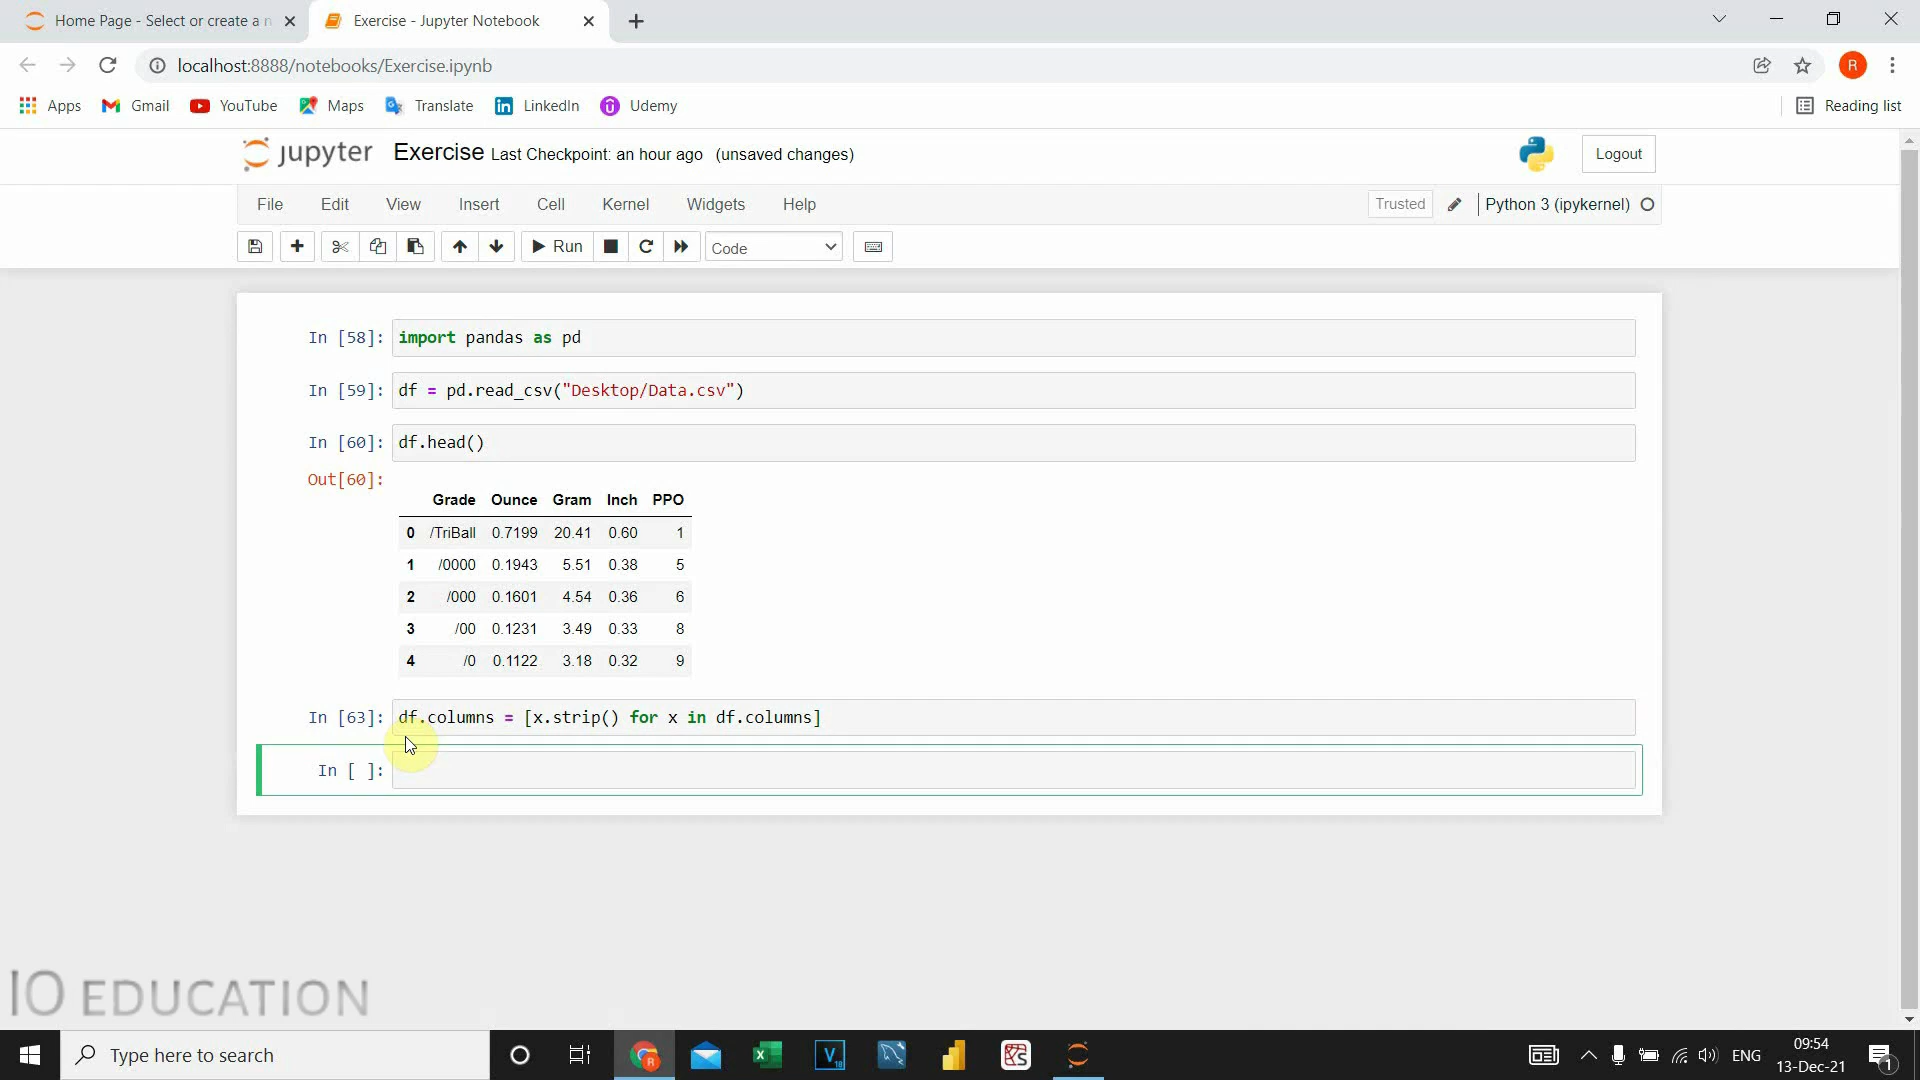 Home Page - Select or create a n
Exercise - Jupyter Notebook
localhost:8888/notebooks/Exercise.ipynb
R
Apps
Gmail
YouTube
Maps
Translate
LinkedIn
Udemy
Reading list
jupyter Exercise Last Checkpoint: an hour ago (unsaved changes)
Logout
File Edit View Insert Cell Kernel Widgets Help
Trusted
Python 3 (ipykernel)
Run
Code
In [58]: import pandas as pd
In [59]: df = pd.read_csv("Desktop/Data.csv")
In [60]: df.head()
Out[60]:
Grade Ounce Gram Inch PPO
0 /TriBall 0.7199 20.41 0.60 1
1 /0000 0.1943 5.51 0.38 5
2 /000 0.1601 4.54 0.36 6
3 /00 0.1231 3.49 0.33 8
4 /0 0.1122 3.18 0.32 9
In [63]: df.columns = [x.strip() for x in df.columns]
In [ ]:
IO EDUCATION
Type here to search
ENG
09:54
13-Dec-21
1